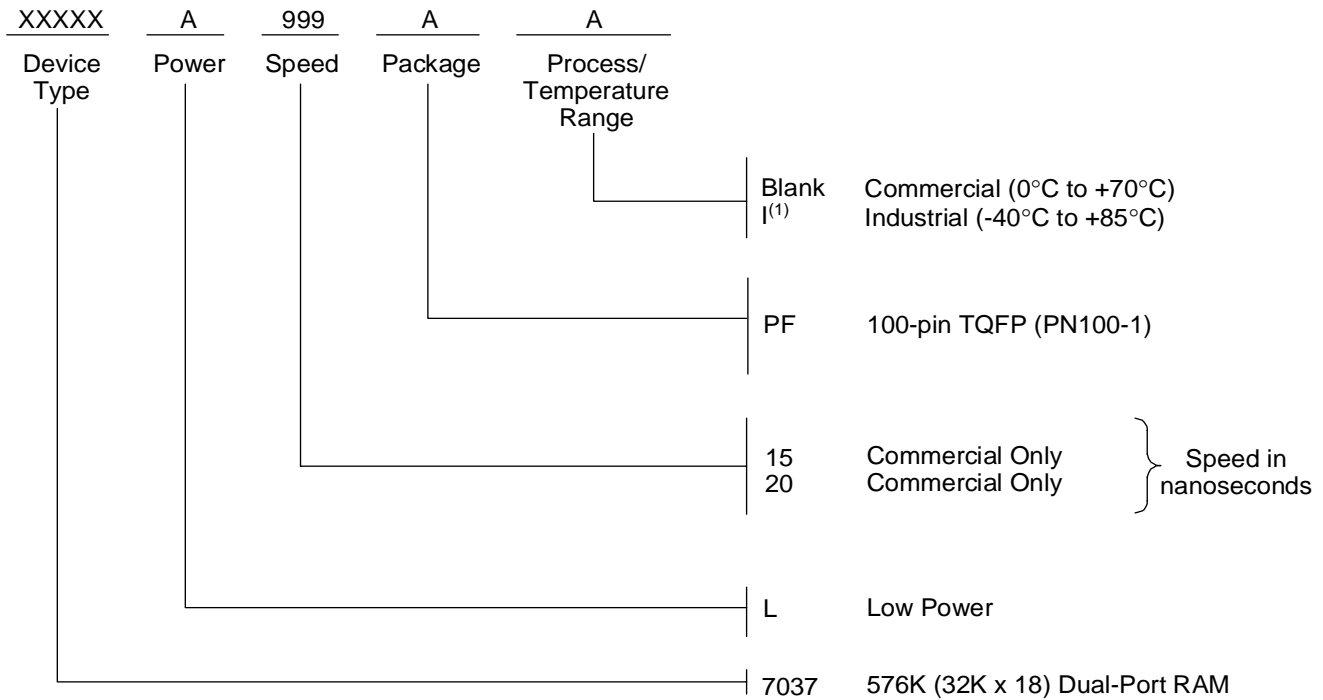 XXXXX A 999 A A
Device Type
Power
Speed
Package
Process/
Temperature
Range
Blank Commercial (0°C to +70°C)
I(1) Industrial (-40°C to +85°C)
PF 100-pin TQFP (PN100-1)
15 Commercial Only
20 Commercial Only
Speed in
nanoseconds
L Low Power
7037 576K (32K x 18) Dual-Port RAM